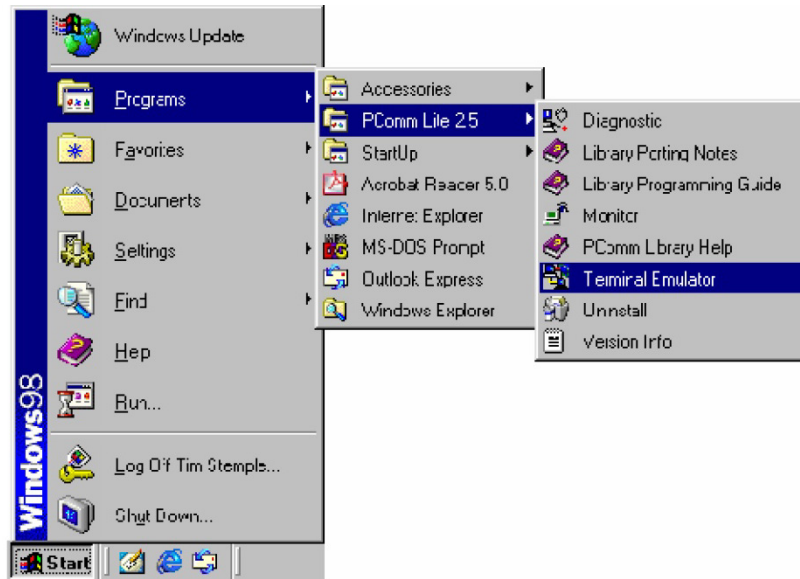 Windows Update
Programs
Favorites
Documents
Settings
Find
Help
Run...
Log Off Tim Stemple...
Shut Down...
Windows98
Start
Accessories
PComm Lite 2.5
StartUp
Acrobat Reader 5.0
Internet Explorer
MS-DOS Prompt
Outlook Express
Windows Explorer
Diagnostic
Library Porting Notes
Library Programming Guide
Monitor
PComm Library Help
Terminal Emulator
Uninstall
Version Info